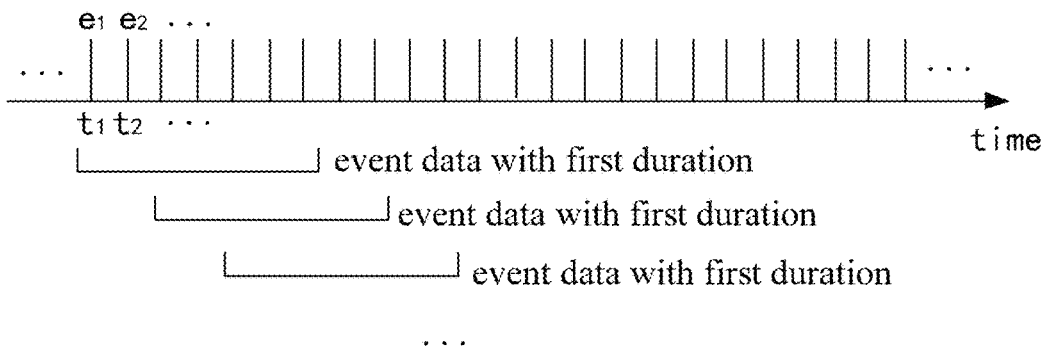 e1 e2 ...
... ...
t1 t2 ...
time
event data with first duration
event data with first duration
event data with first duration
...